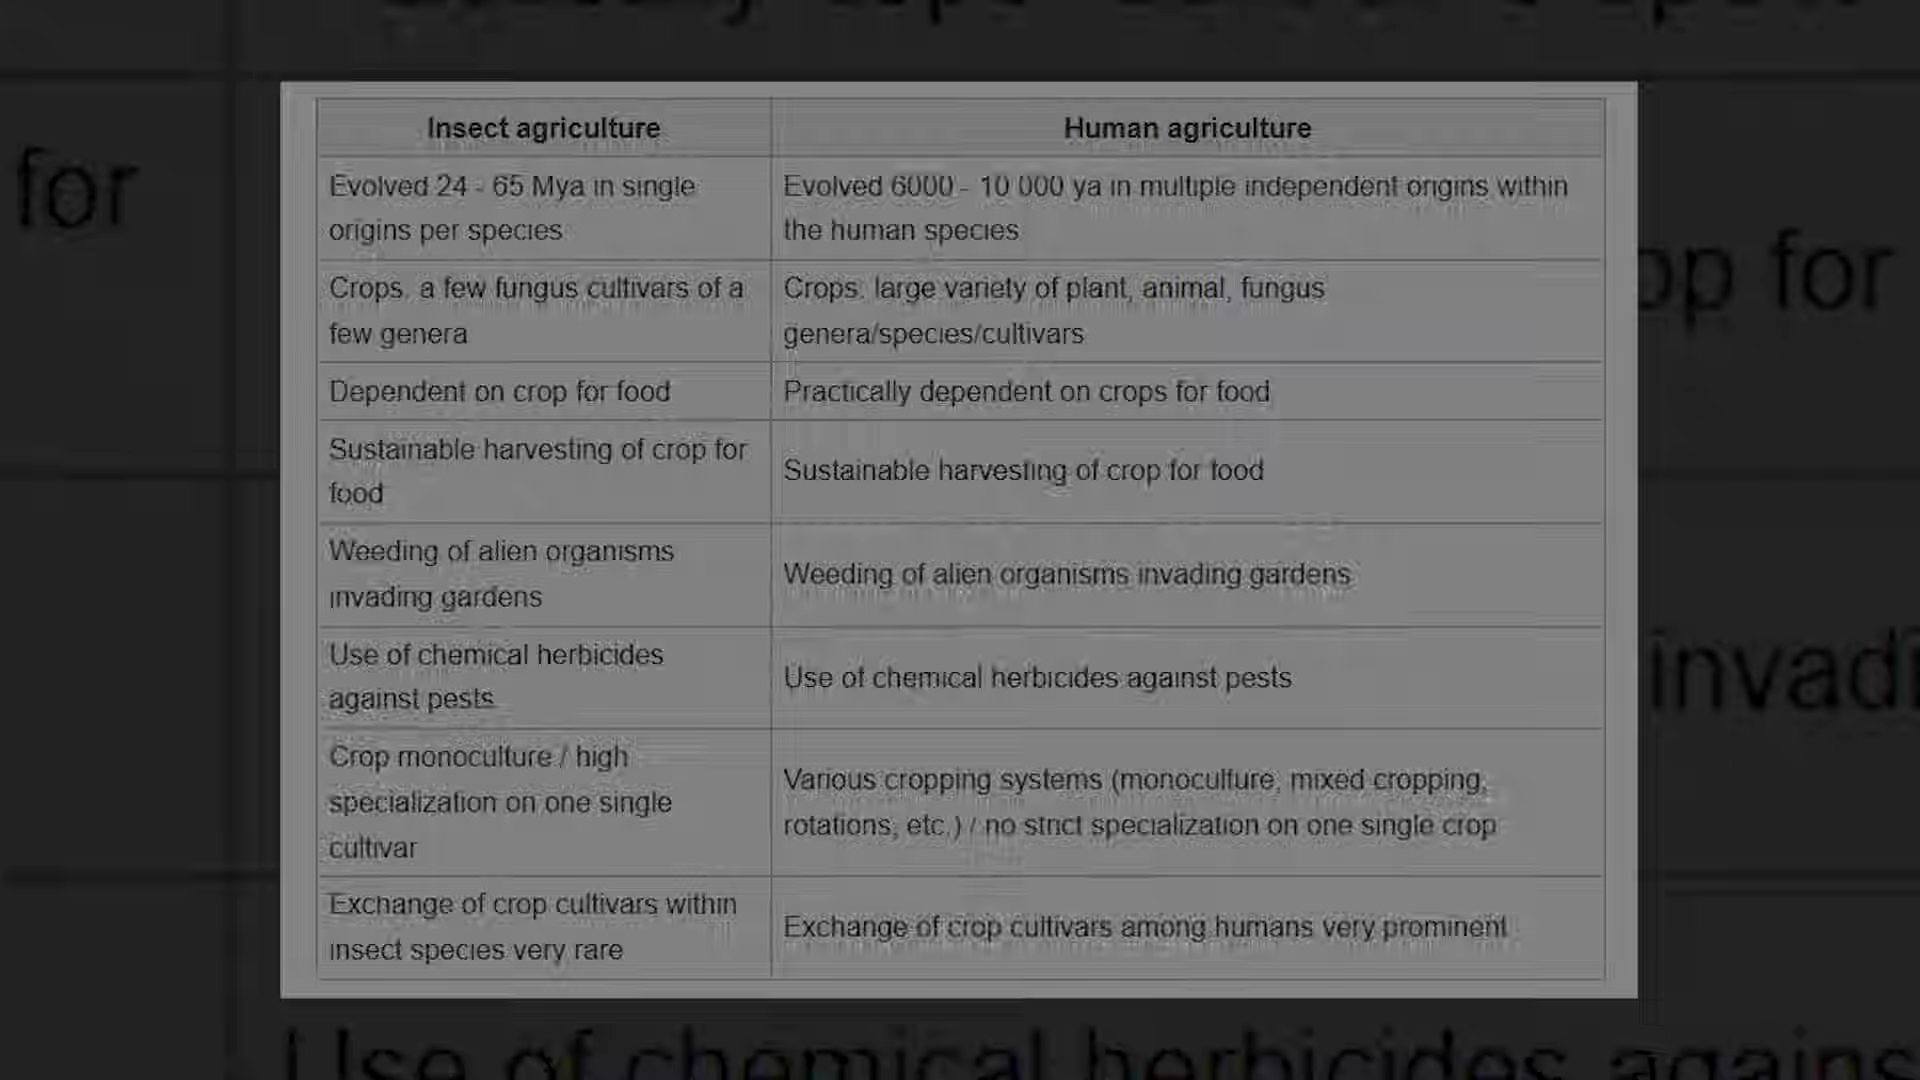 for
Insect agriculture
Human agriculture
Evolved 24 - 65 Mya in single
origins per species
Evolved 6000 - 10 000 ya in multiple independent origins within
the human species
Crops: a few fungus cultivars of a
few genera
Crops: large variety of plant, animal, fungus
genera/species/cultivars
Dependent on crop for food
Practically dependent on crops for food
Sustainable harvesting of crop for
food
Sustainable harvesting of crop for food
Weeding of alien organisms
invading gardens
Weeding of alien organisms invading gardens
Use of chemical herbicides
against pests
Use of chemical herbicides against pests
Crop monoculture / high
specialization on one single
cultivar
Various cropping systems (monoculture, mixed cropping,
rotations, etc.) / no strict specialization on one single crop
Exchange of crop cultivars within
insect species very rare
Exchange of crop cultivars among humans very prominent
op for
invadi
Use of chemical herbicides agains